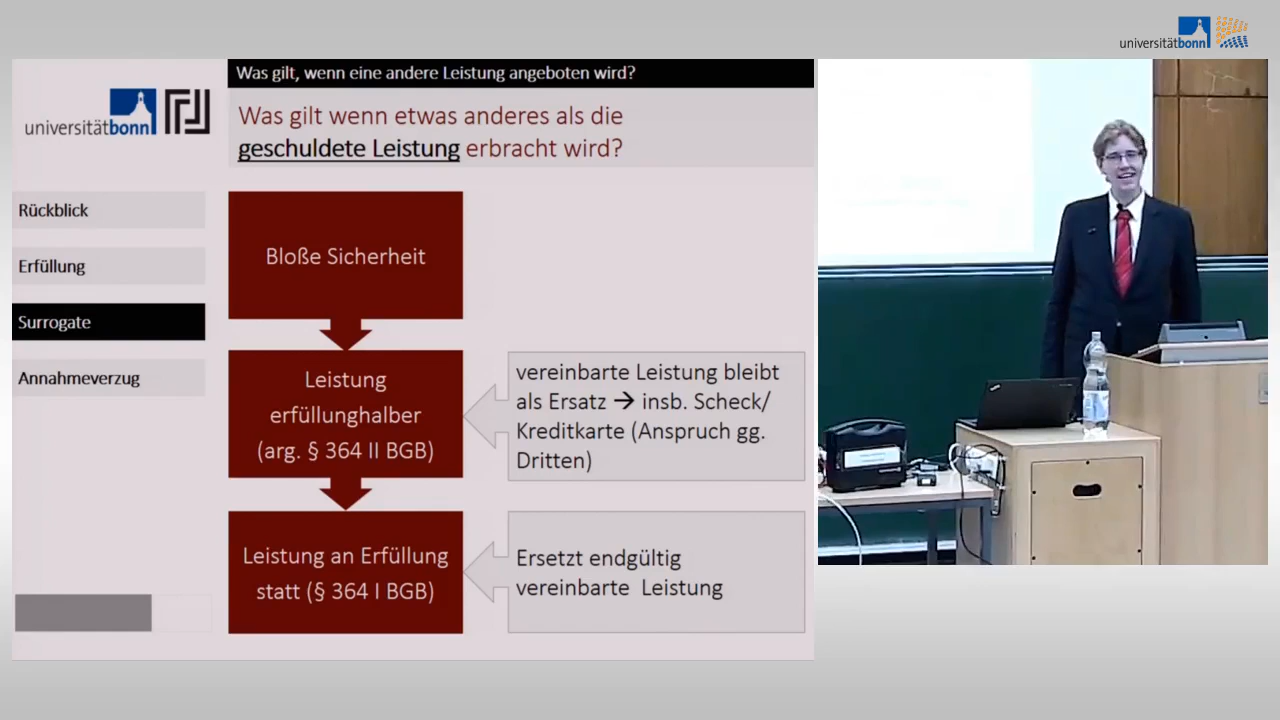 universitätbonn
Was gilt, wenn eine andere Leistung angeboten wird?
universitätbonn
Was gilt wenn etwas anderes als die
geschuldete Leistung erbracht wird?
Rückblick
Erfüllung
Surrogate
Annahmeverzug
Bloße Sicherheit
Leistung
erfüllunghalber
(arg. § 364 II BGB)
vereinbarte Leistung bleibt
als Ersatz → insb. Scheck/
Kreditkarte (Anspruch gg.
Dritten)
Leistung an Erfüllung
statt (§ 364 I BGB)
Ersetzt endgültig
vereinbarte Leistung